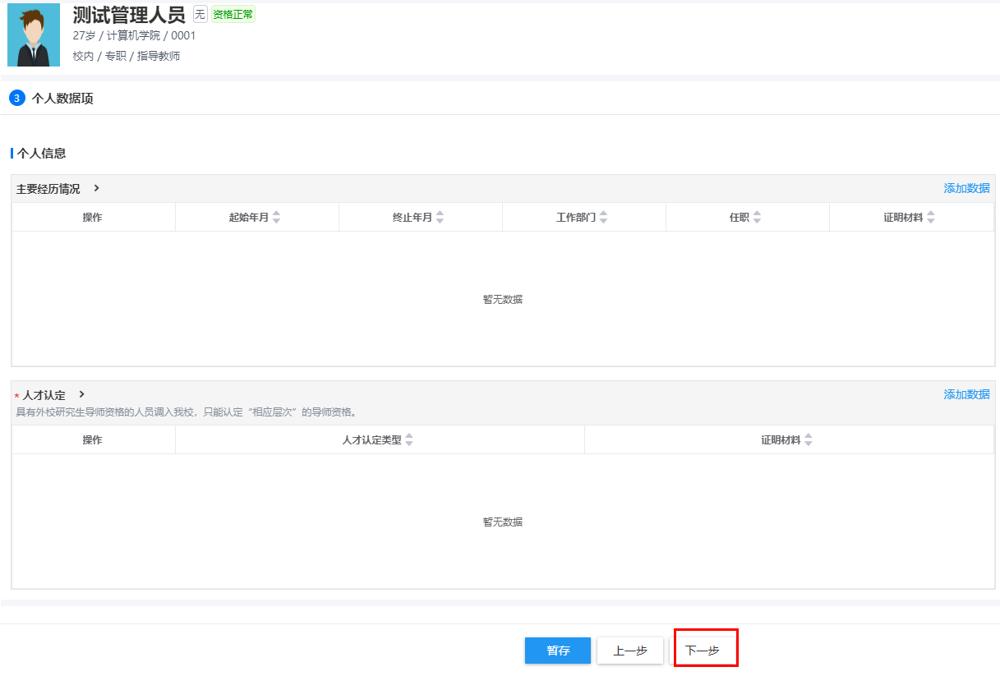 测试管理人员 无 资格正常
27岁 / 计算机学院 / 0001
校内 / 专职 / 指导教师
3 个人数据项
个人信息
主要经历情况 添加数据
操作 起始年月 终止年月 工作部门 任职 证明材料
暂无数据
* 人才认定 添加数据
具有外校研究生导师资格的人员调入我校，只能认定“相应层次”的导师资格。
操作 人才认定类型 证明材料
暂无数据
暂存 上一步 下一步